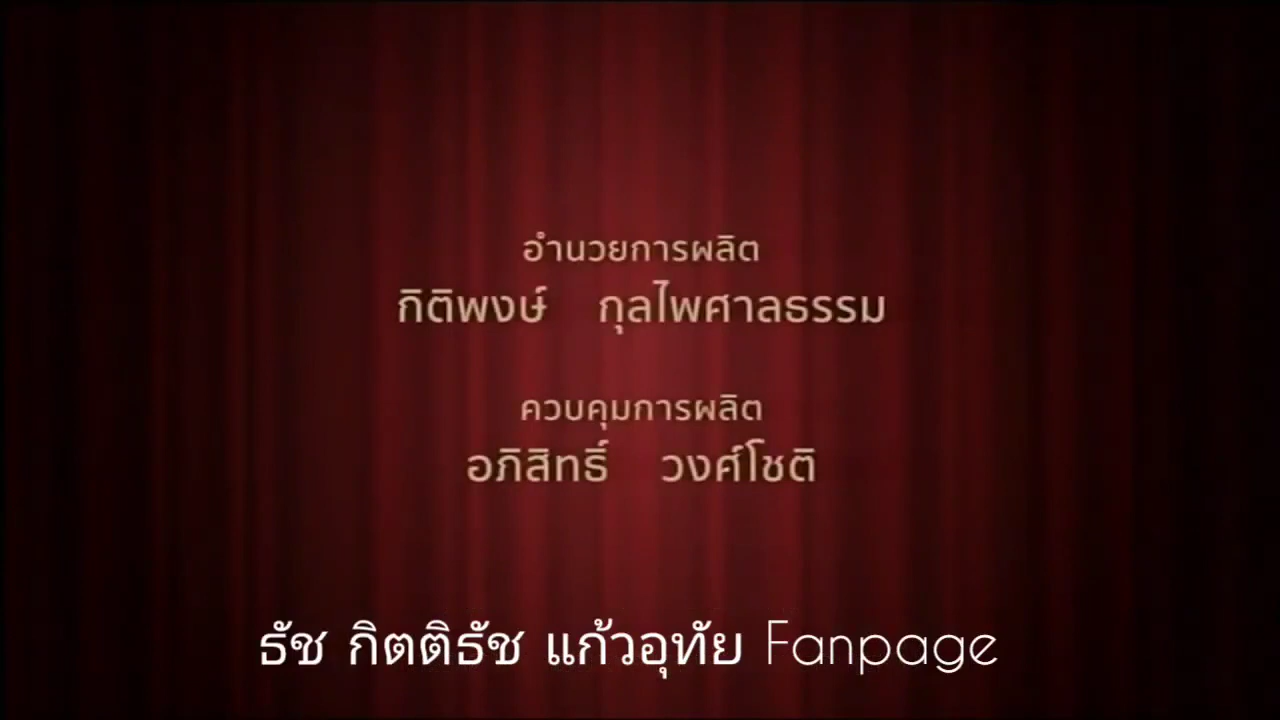 อำนวยการผลิต
กิติพงษ์ กุลไพศาลธรรม
ควบคุมการผลิต
อภิสิทธิ์ วงศ์โชติ
ธัช กิตติธัช แก้วอุทัย Fanpage